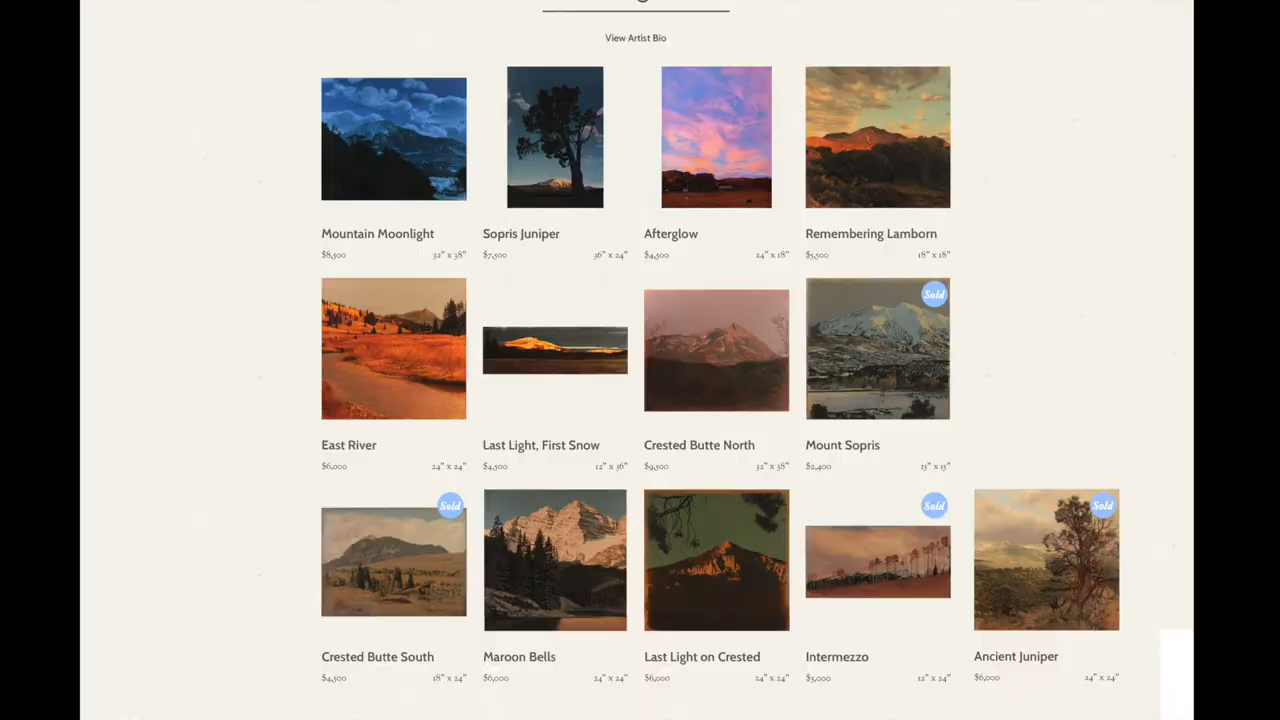 View Artist Bio
Mountain Moonlight
$8,500 32" x 38"
Sopris Juniper
$7,500 36" x 24"
Afterglow
$4,500 24" x 18"
Remembering Lamborn
$5,500 18" x 18"
East River
$6,000 24" x 24"
Last Light, First Snow
$4,500 12" x 36"
Crested Butte North
$9,500 32" x 38"
Sold
Mount Sopris
$2,400 15" x 15"
Sold
Crested Butte South
$4,500 18" x 24"
Maroon Bells
$6,000 24" x 24"
Last Light on Crested
$6,000 24" x 24"
Sold
Intermezzo
$3,000 12" x 24"
Sold
Ancient Juniper
$6,000 24" x 24"